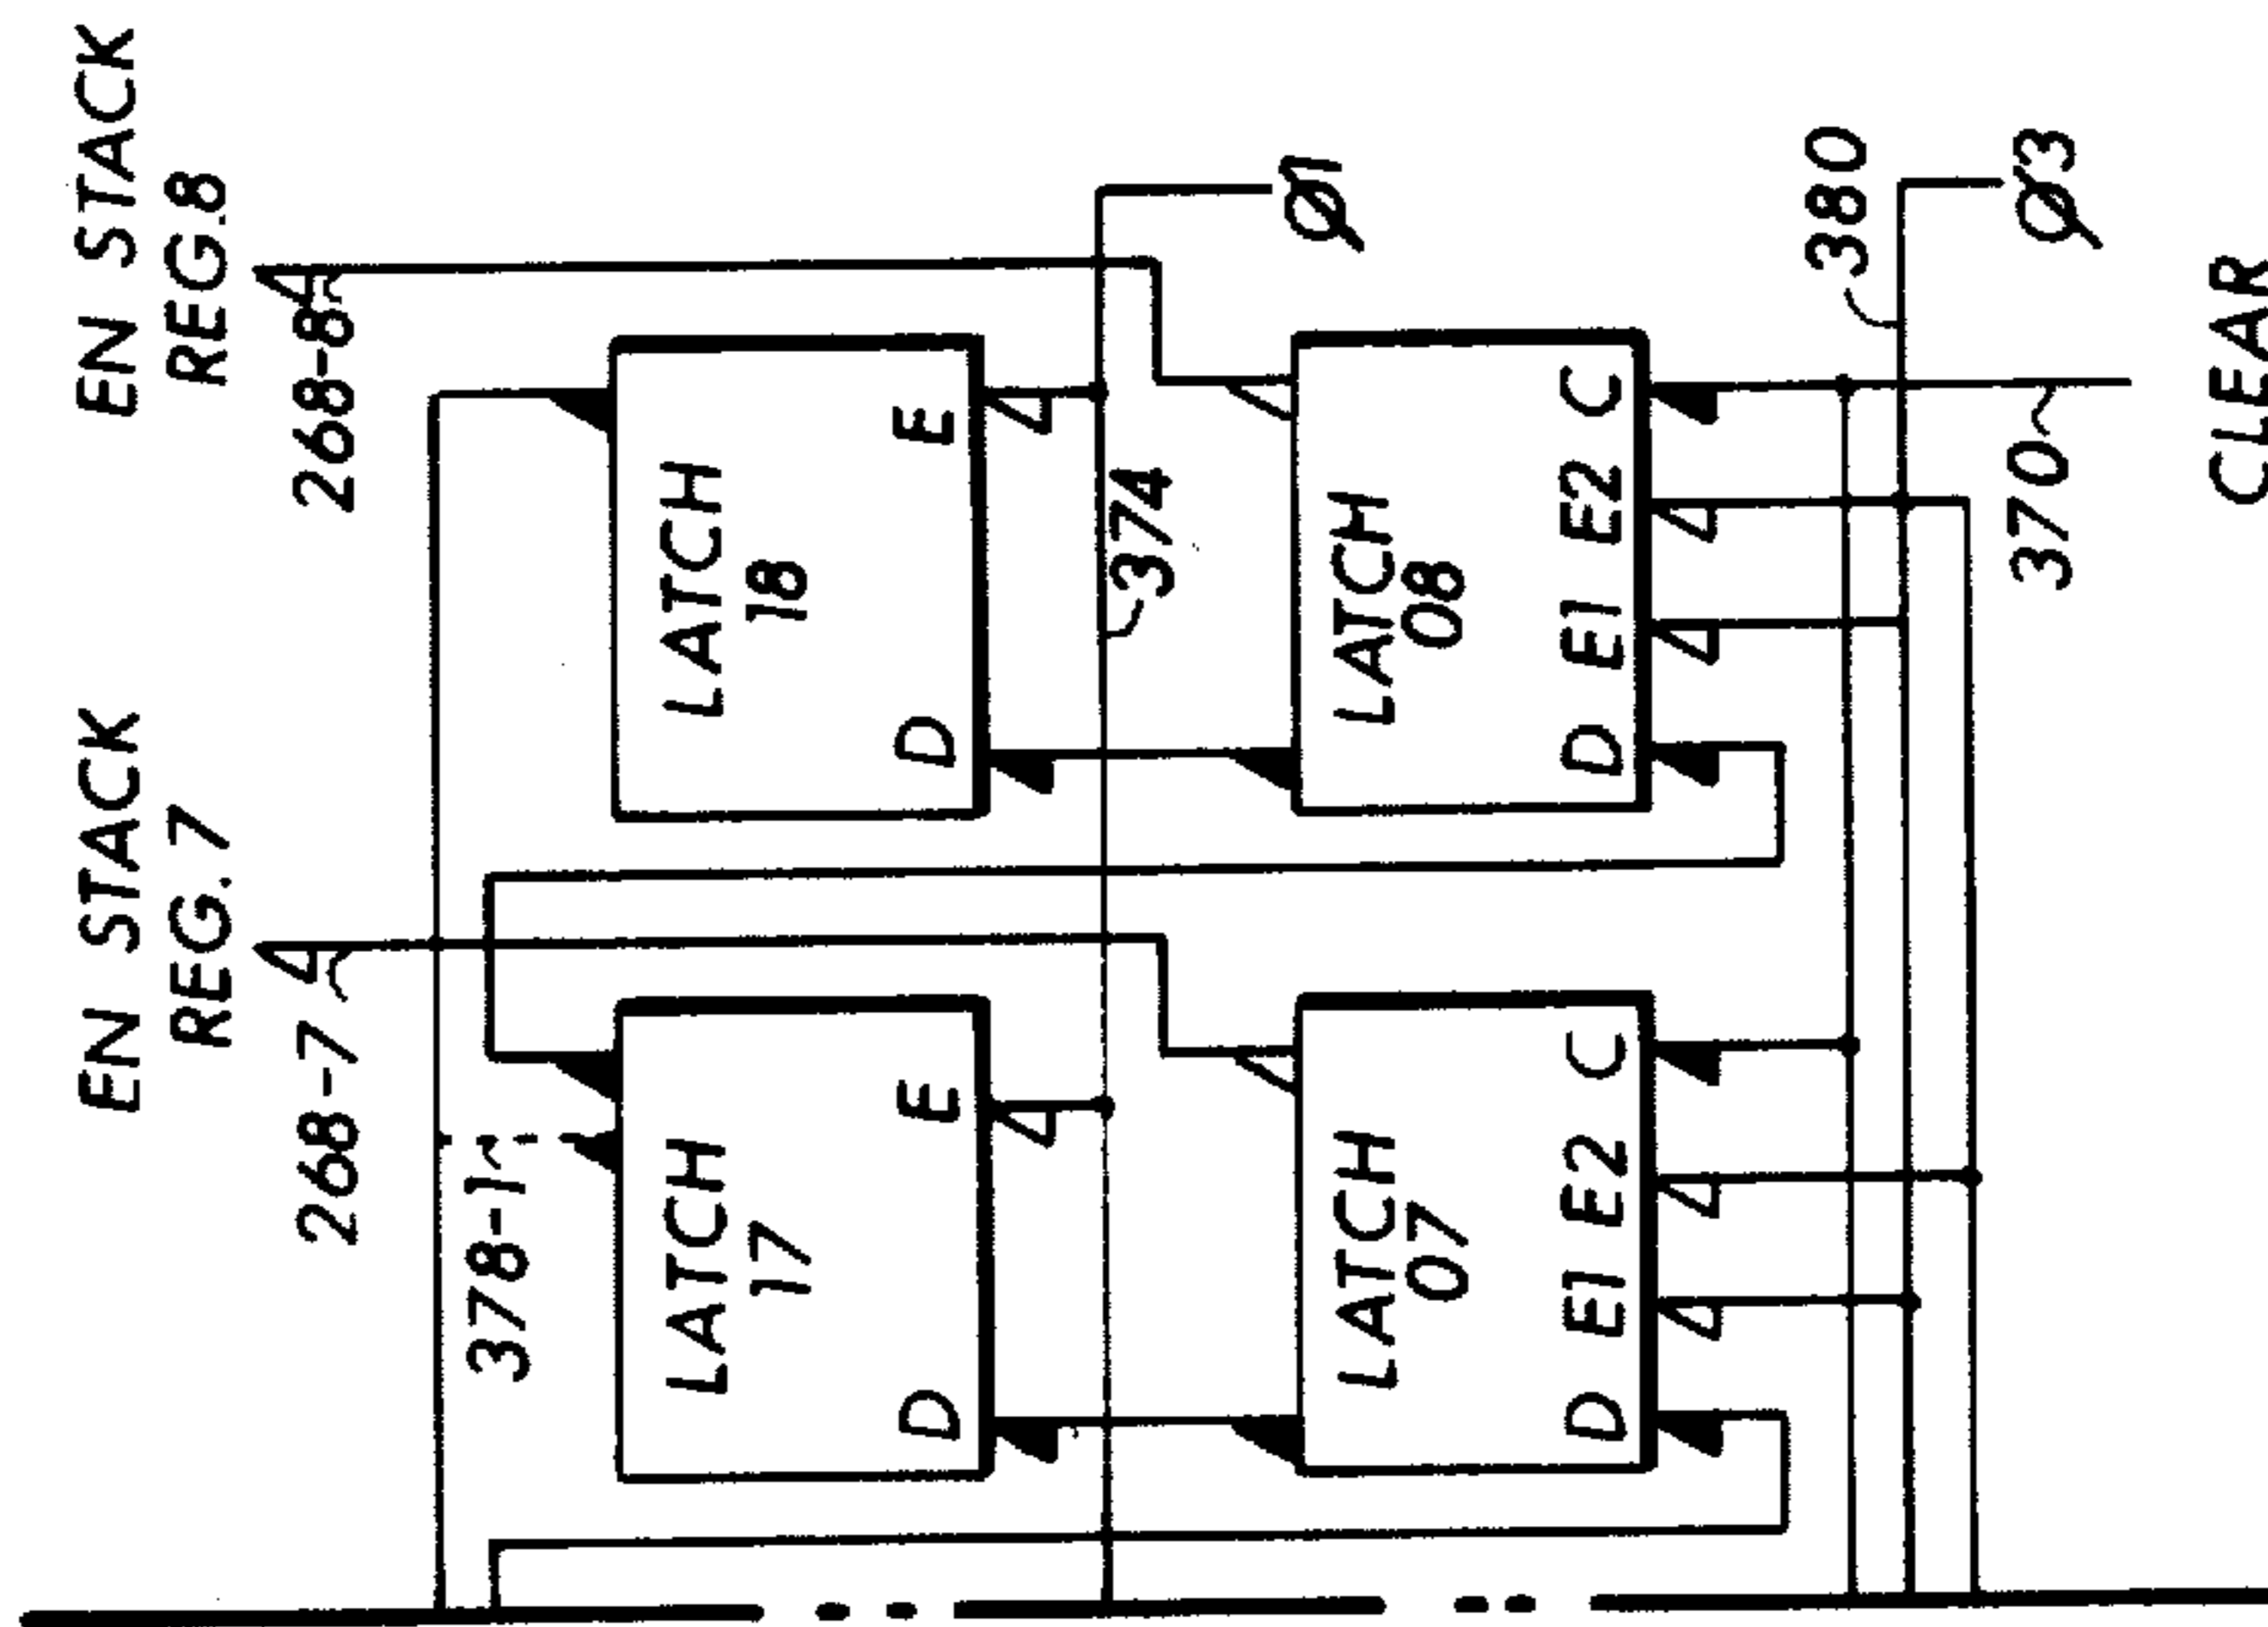 EN STACK
REG. 7
268-7
EN STACK
REG. 8
268-8
378-1
LATCH
17
D
E
LATCH
18
D
E
374
Ø1
LATCH
07
D E1 E2 C
LATCH
08
D E1 E2 C
380
Ø3
370
CLEAR